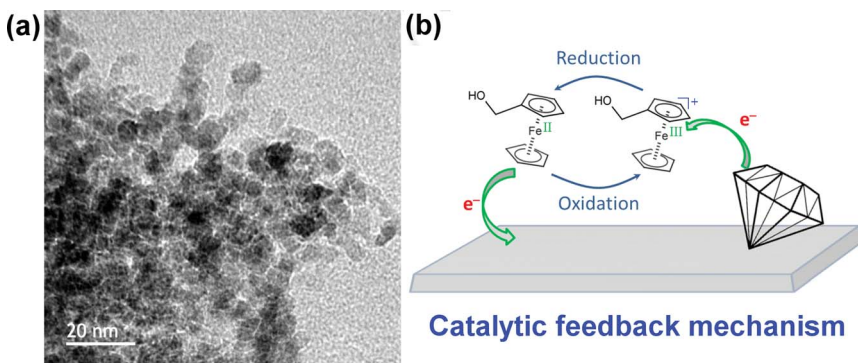 (a)
20 nm
(b)
Reduction
HO
Fe II
HO
+
Fe III
e⁻
e⁻
Oxidation
Catalytic feedback mechanism